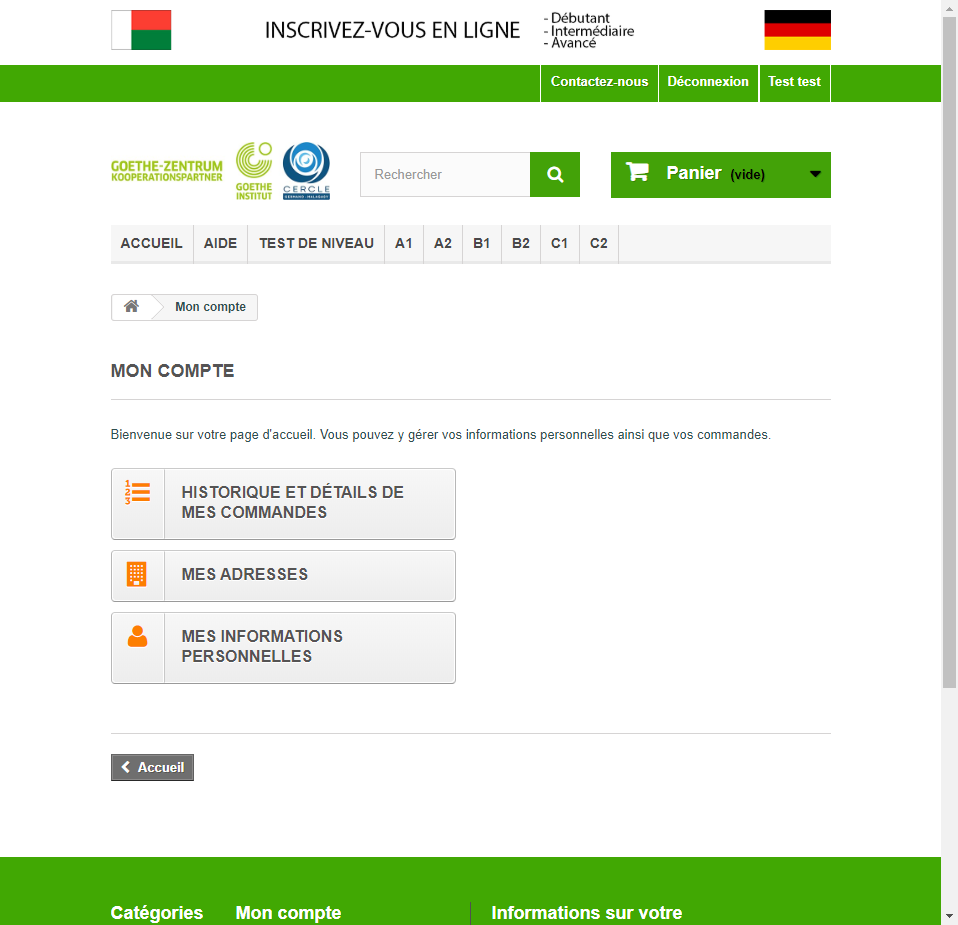 INSCRIVEZ-VOUS EN LIGNE
- Débutant
- Intermédiaire
- Avancé
Contactez-nous
Déconnexion
Test test
GOETHE-ZENTRUM
KOOPERATIONSPARTNER
GOETHE
INSTITUT
CERCLE
Rechercher
Panier (vide)
ACCUEIL
AIDE
TEST DE NIVEAU
A1
A2
B1
B2
C1
C2
Mon compte
MON COMPTE
Bienvenue sur votre page d'accueil. Vous pouvez y gérer vos informations personnelles ainsi que vos commandes.
1
2
3
HISTORIQUE ET DÉTAILS DE
MES COMMANDES
MES ADRESSES
MES INFORMATIONS
PERSONNELLES
Accueil
Catégories
Mon compte
Informations sur votre